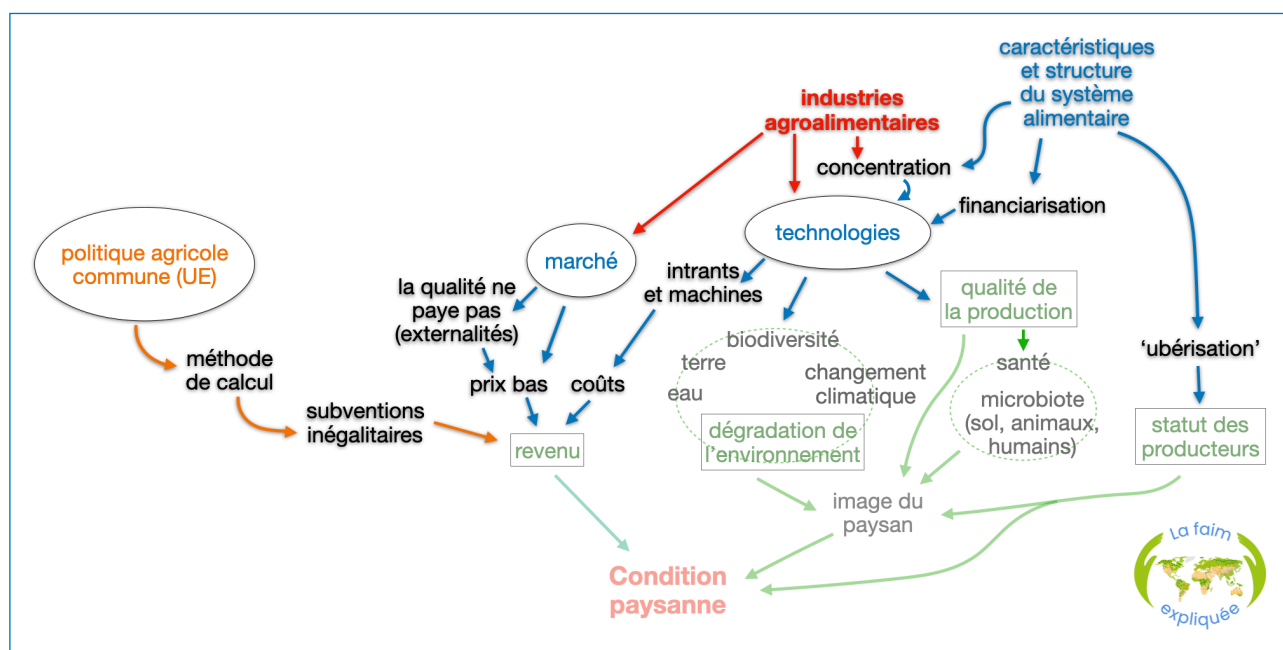 caractéristiques
et structure
du système
alimentaire
industries
agroalimentaires
concentration
financiarisation
technologies
politique agricole
commune (UE)
marché
intrants
et machines
la qualité ne
paye pas
(externalités)
qualité de
la production
biodiversité
terre
eau
changement
climatique
santé
microbiote
(sol, animaux,
humains)
‘ubérisation’
méthode
de calcul
prix bas
coûts
subventions
inégalitaires
revenu
dégradation de
l’environnement
statut des
producteurs
image du
paysan
Condition
paysanne
La faim
expliquée